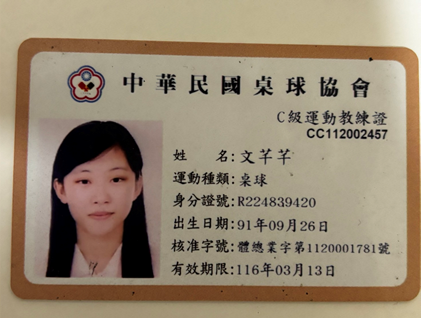 中華民國桌球協會
C級運動教練證
CC112002457
姓 名:文芊芊
運動種類:桌球
身分證號:R224839420
出生日期:91年09月26日
核准字號:體總業字第1120001781號
有效期限:116年03月13日